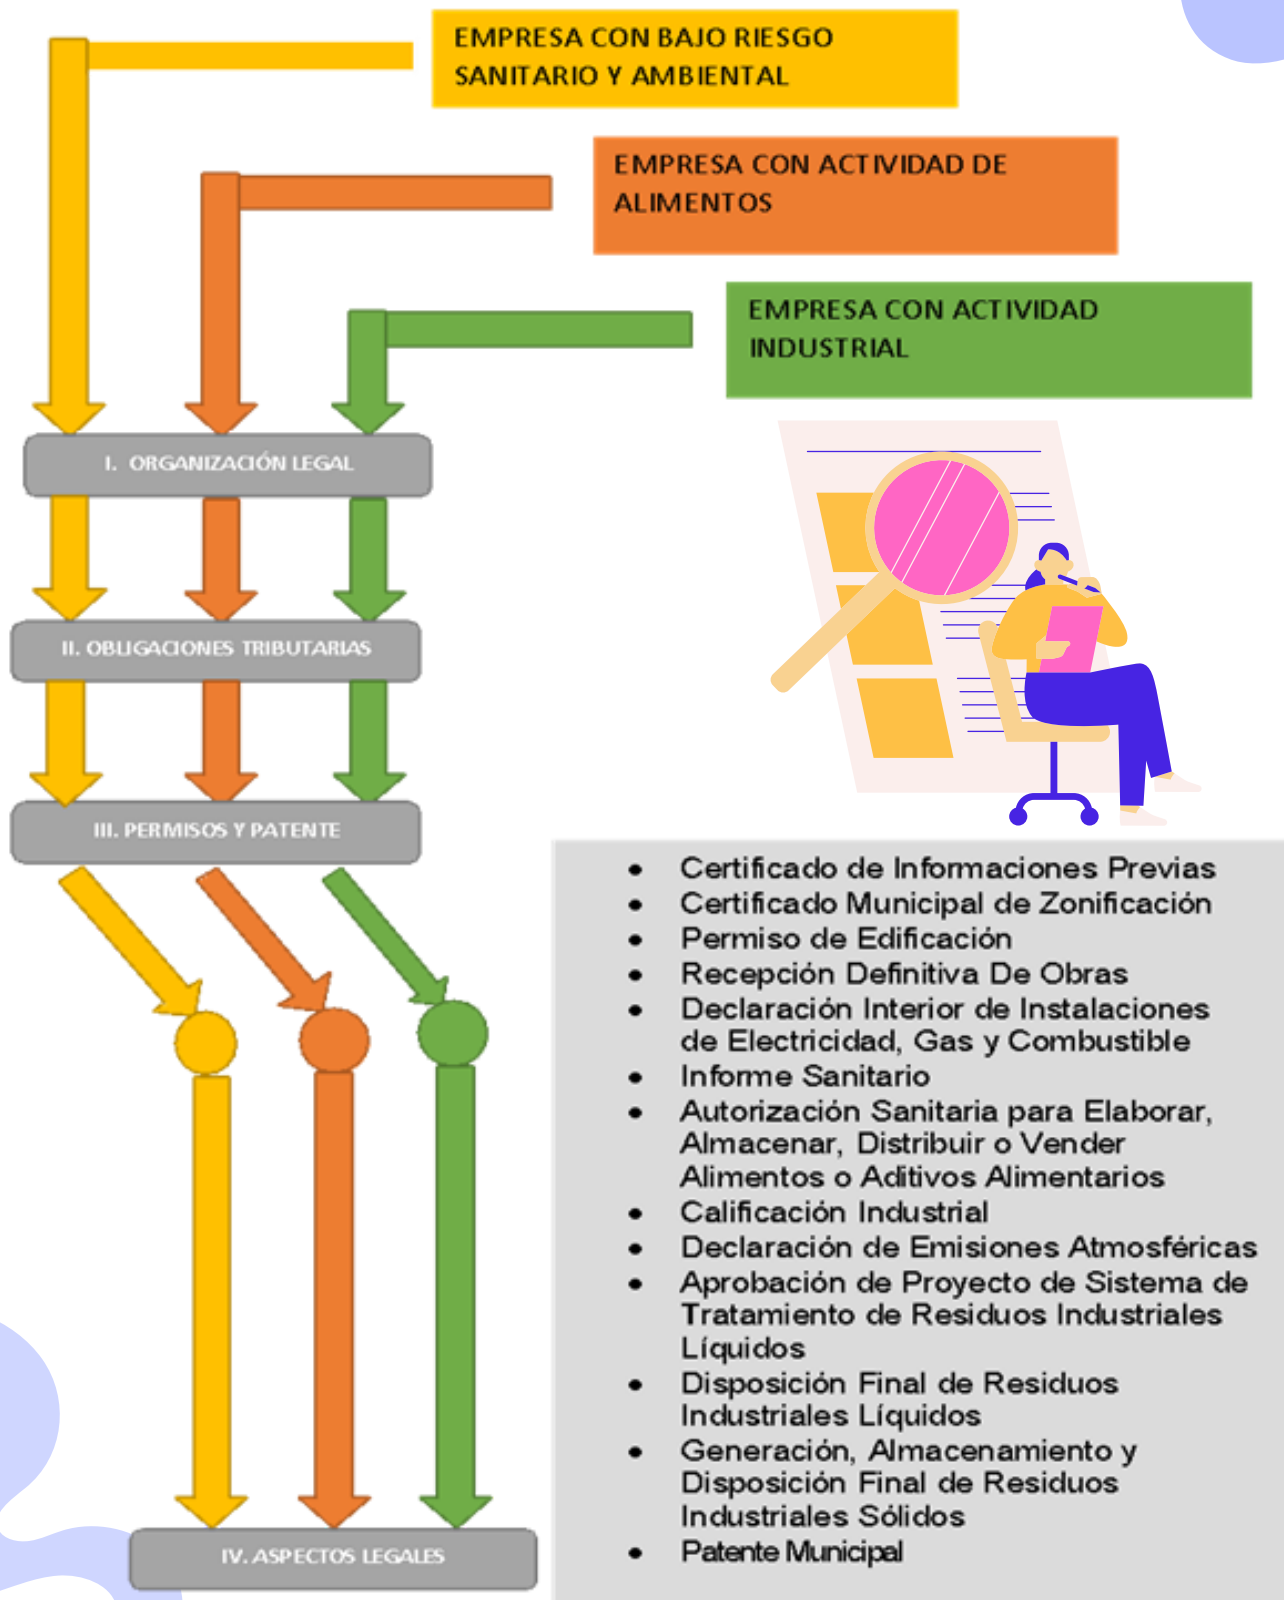 EMPRESA CON BAJO RIESGO
SANITARIO Y AMBIENTAL
EMPRESA CON ACTIVIDAD DE
ALIMENTOS
EMPRESA CON ACTIVIDAD
INDUSTRIAL
I. ORGANIZACIÓN LEGAL
II. OBLIGACIONES TRIBUTARIAS
III. PERMISOS Y PATENTE
• Certificado de Informaciones Previas
• Certificado Municipal de Zonificación
• Permiso de Edificación
• Recepción Definitiva De Obras
• Declaración Interior de Instalaciones
de Electricidad, Gas y Combustible
• Informe Sanitario
• Autorización Sanitaria para Elaborar,
Almacenar, Distribuir o Vender
Alimentos o Aditivos Alimentarios
• Calificación Industrial
• Declaración de Emisiones Atmosféricas
• Aprobación de Proyecto de Sistema de
Tratamiento de Residuos Industriales
Líquidos
• Disposición Final de Residuos
Industriales Líquidos
• Generación, Almacenamiento y
Disposición Final de Residuos
Industriales Sólidos
• Patente Municipal
IV. ASPECTOS LEGALES